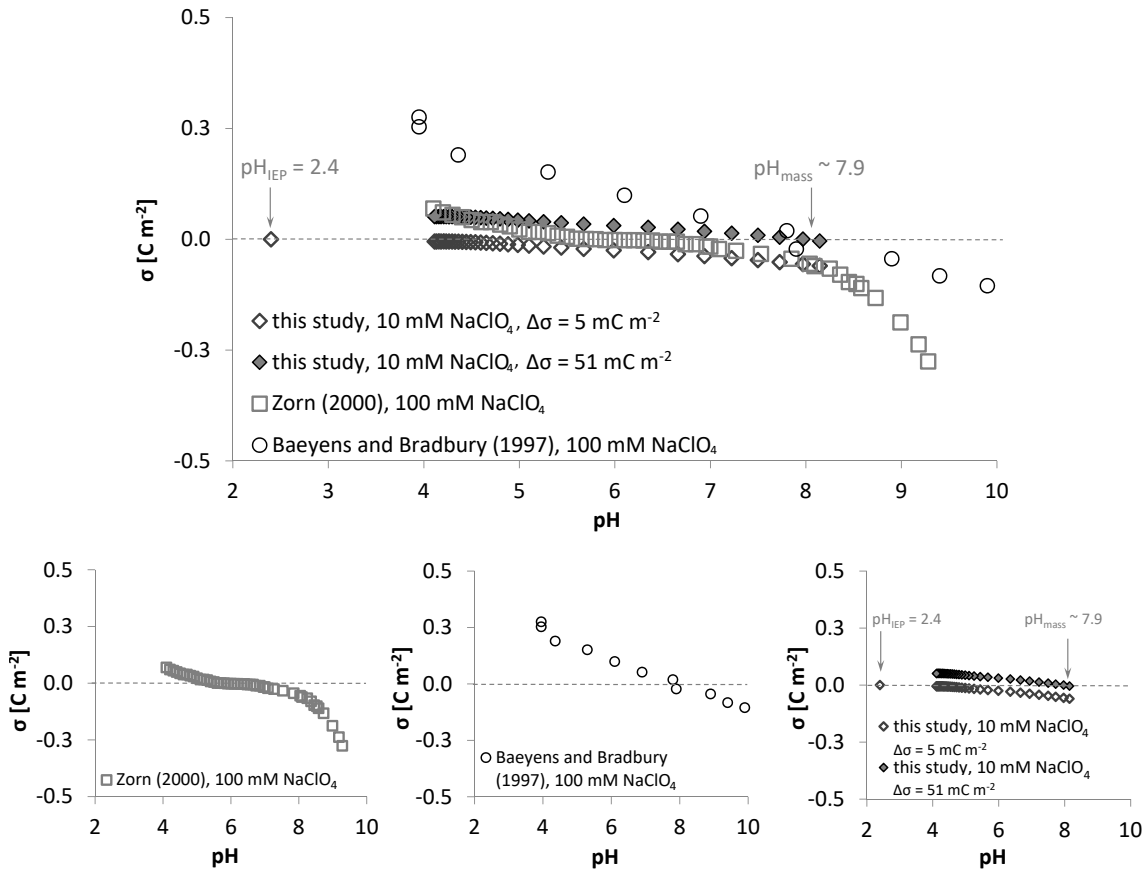 0.5
0.3
0.0
-0.3
-0.5
σ [C m⁻²]
pH_IEP = 2.4
pH_mass ~ 7.9
this study, 10 mM NaClO₄, Δσ = 5 mC m⁻²
this study, 10 mM NaClO₄, Δσ = 51 mC m⁻²
Zorn (2000), 100 mM NaClO₄
Baeyens and Bradbury (1997), 100 mM NaClO₄
2 3 4 5 6 7 8 9 10
pH
0.5
0.3
0.0
-0.3
-0.5
σ [C m⁻²]
Zorn (2000), 100 mM NaClO₄
2 4 6 8 10
pH
0.5
0.3
0.0
-0.3
-0.5
σ [C m⁻²]
Baeyens and Bradbury
(1997), 100 mM NaClO₄
2 4 6 8 10
pH
0.5
0.3
0.0
-0.3
-0.5
σ [C m⁻²]
pH_IEP = 2.4
pH_mass ~ 7.9
this study, 10 mM NaClO₄
Δσ = 5 mC m⁻²
this study, 10 mM NaClO₄
Δσ = 51 mC m⁻²
2 4 6 8 10
pH